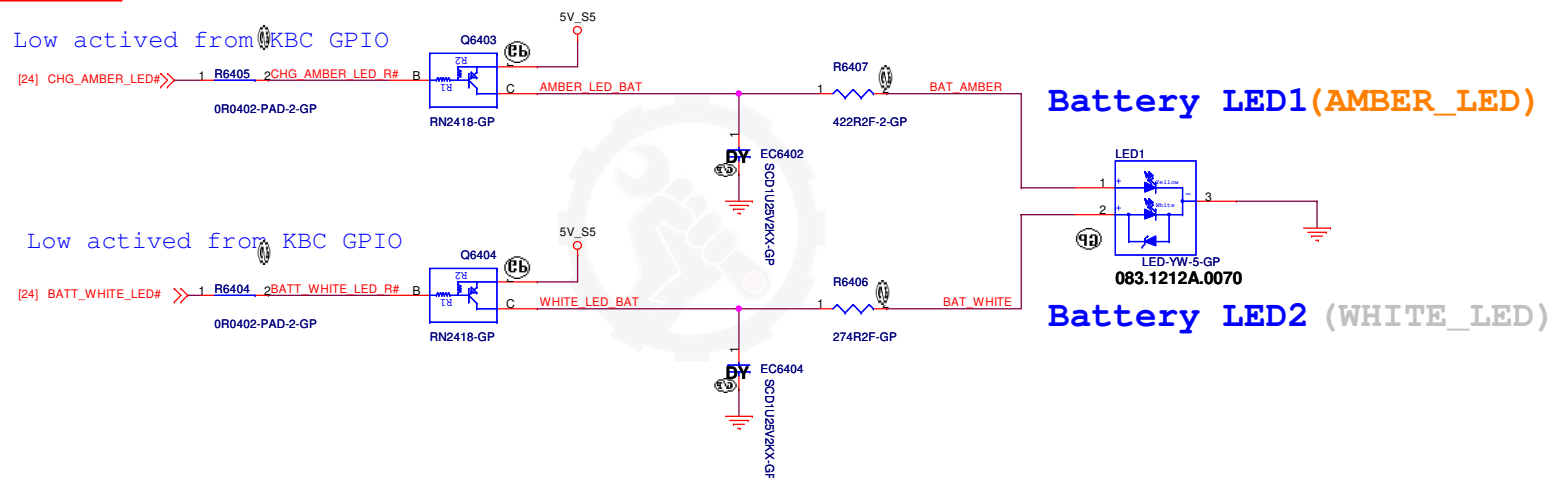 5V_S5
Low actived from KBC GPIO
Q6403
R2
R1
[24] CHG_AMBER_LED#
1 R6405 2
CHG_AMBER_LED_R#
B
C
AMBER_LED_BAT
0R0402-PAD-2-GP
RN2418-GP
R6407
1
BAT_AMBER
422R2F-2-GP
Battery LED1(AMBER_LED)
1
DY
EC6402
SCD1U25V2KX-GP
LED1
1
+
Yellow
-
3
2
+
White
LED-YW-5-GP
083.1212A.0070
Low actived from KBC GPIO
5V_S5
Q6404
R2
R1
[24] BATT_WHITE_LED#
1 R6404 2
BATT_WHITE_LED_R#
B
C
WHITE_LED_BAT
0R0402-PAD-2-GP
RN2418-GP
R6406
1
BAT_WHITE
274R2F-GP
Battery LED2 (WHITE_LED)
1
DY
EC6404
SCD1U25V2KX-GP